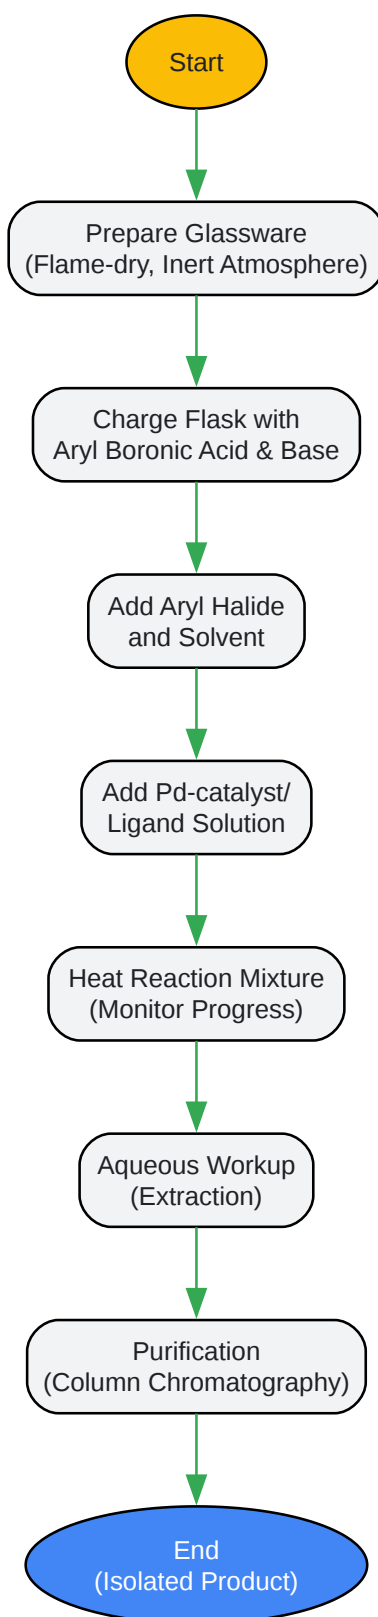 Start
Prepare Glassware
(Flame-dry, Inert Atmosphere)
Charge Flask with
Aryl Boronic Acid & Base
Add Aryl Halide
and Solvent
Add Pd-catalyst/
Ligand Solution
Heat Reaction Mixture
(Monitor Progress)
Aqueous Workup
(Extraction)
Purification
(Column Chromatography)
End
(Isolated Product)